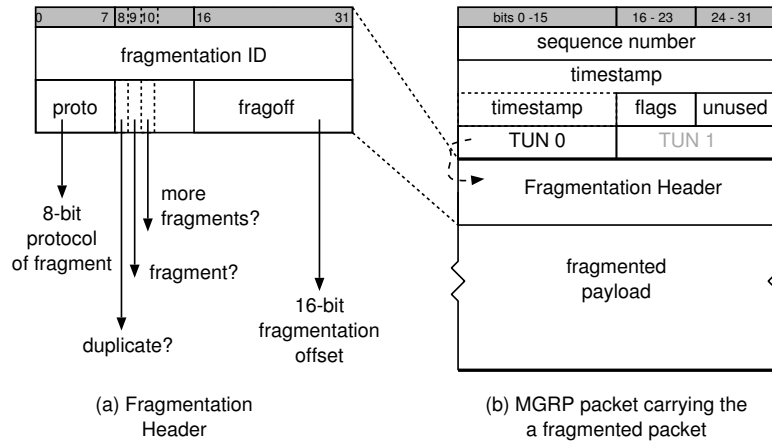 0 7 8 9 10 16 31
fragmentation ID
proto fragoff
more
fragments?
8-bit
protocol
of fragment
fragment?
16-bit
fragmentation
offset
duplicate?
(a) Fragmentation
Header
bits 0 -15 16 - 23 24 - 31
sequence number
timestamp
timestamp flags unused
TUN 0 TUN 1
Fragmentation Header
fragmented
payload
(b) MGRP packet carrying the
a fragmented packet